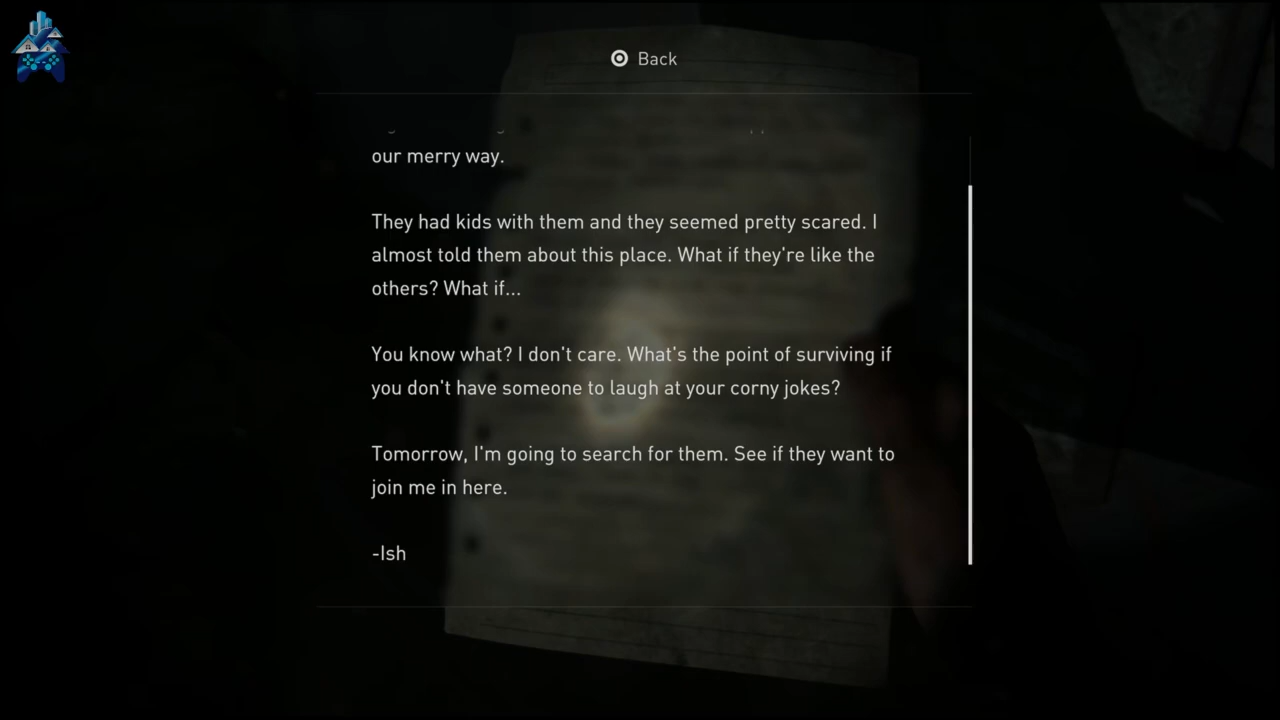 Back
our merry way.
They had kids with them and they seemed pretty scared. I
almost told them about this place. What if they're like the
others? What if...
You know what? I don't care. What's the point of surviving if
you don't have someone to laugh at your corny jokes?
Tomorrow, I'm going to search for them. See if they want to
join me in here.
-Ish